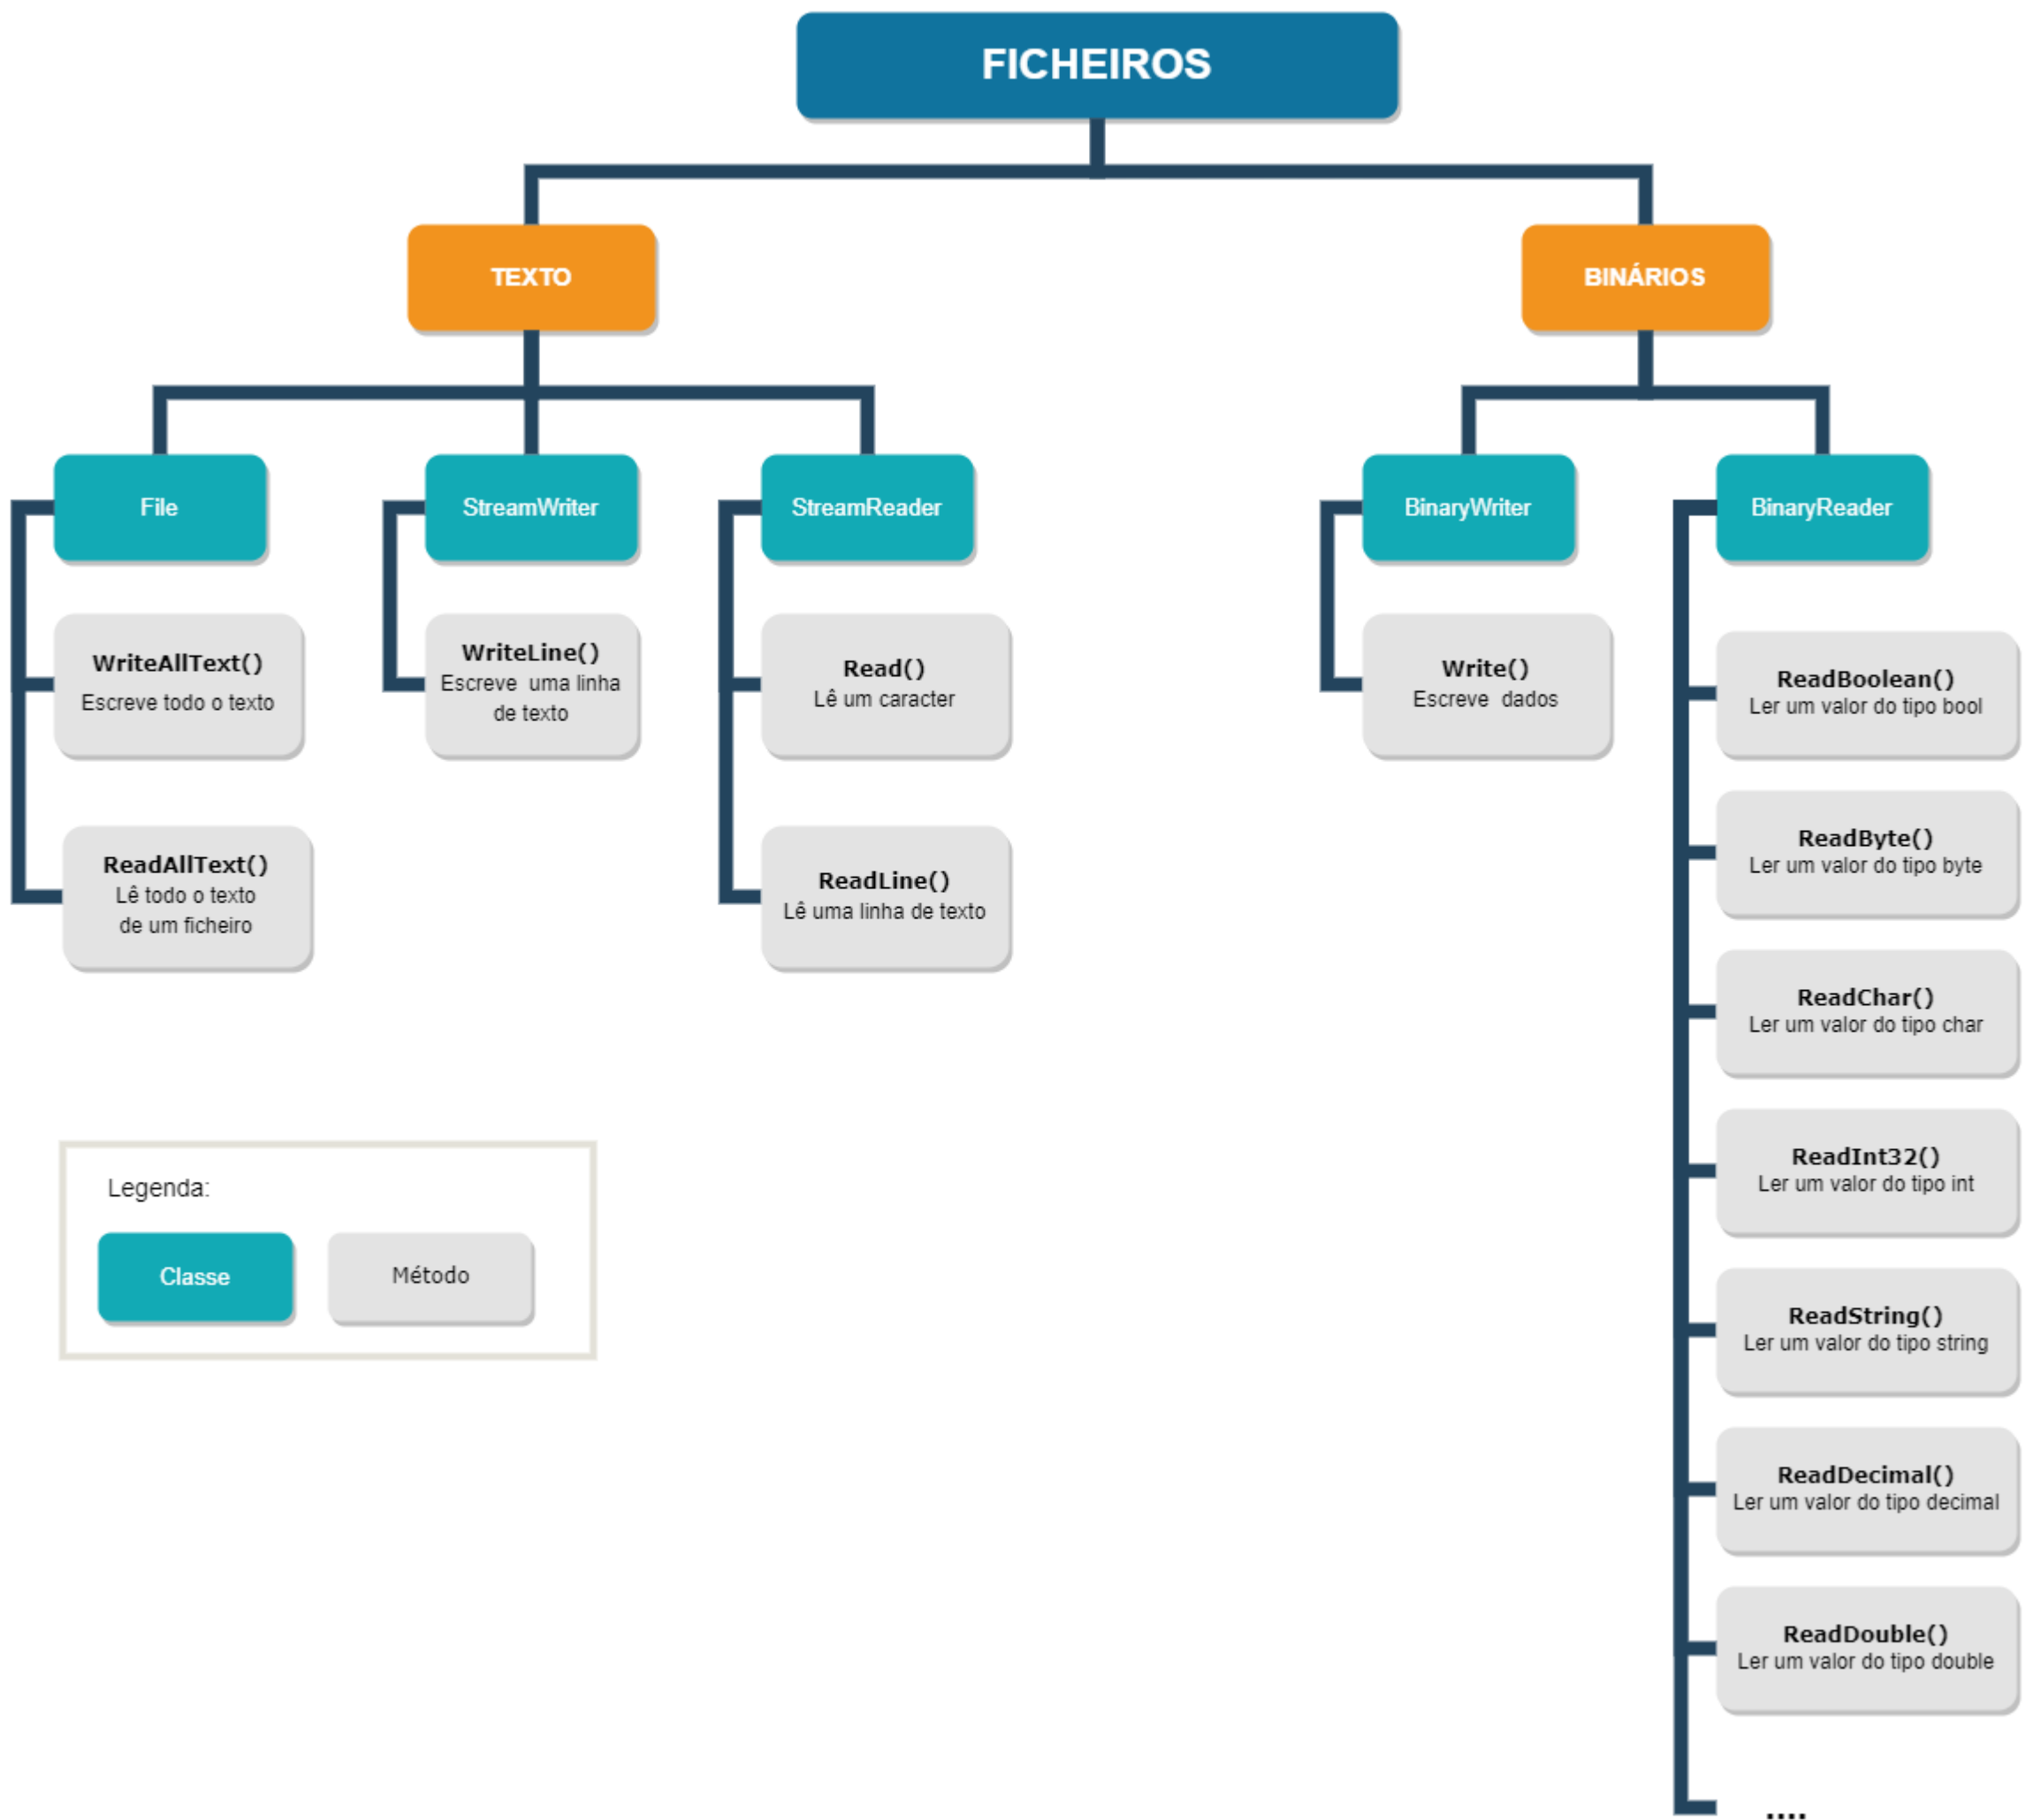 FICHEIROS
TEXTO
BINÁRIOS
File
StreamWriter
StreamReader
BinaryWriter
BinaryReader
WriteAllText()
Escreve todo o texto
ReadAllText()
Lê todo o texto
de um ficheiro
WriteLine()
Escreve uma linha
de texto
Read()
Lê um caracter
ReadLine()
Lê uma linha de texto
Write()
Escreve dados
ReadBoolean()
Ler um valor do tipo bool
ReadByte()
Ler um valor do tipo byte
ReadChar()
Ler um valor do tipo char
ReadInt32()
Ler um valor do tipo int
ReadString()
Ler um valor do tipo string
ReadDecimal()
Ler um valor do tipo decimal
ReadDouble()
Ler um valor do tipo double
....
Legenda:
Classe
Método